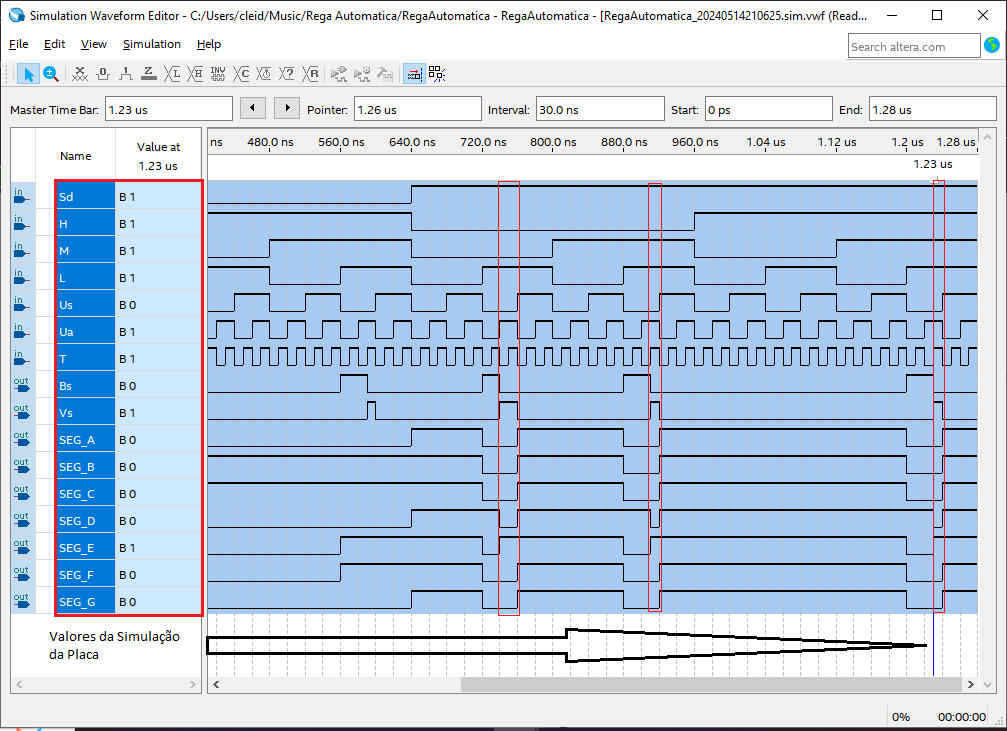 Simulation Waveform Editor - C:/Users/cleid/Music/Rega Automatica/RegaAutomatica - RegaAutomatica - [RegaAutomatica_20240514210625.sim.vwf (Read...
File Edit View Simulation Help
Search altera.com
Master Time Bar: 1.23 us Pointer: 1.26 us Interval: 30.0 ns Start: 0 ps End: 1.28 us
Name Value at 1.23 us
ns 480.0 ns 560.0 ns 640.0 ns 720.0 ns 800.0 ns 880.0 ns 960.0 ns 1.04 us 1.12 us 1.2 us 1.28 us
1.23 us
in Sd B 1
in H B 1
in M B 1
in L B 1
in Us B 0
in Ua B 1
in T B 1
out Bs B 0
out Vs B 1
out SEG_A B 0
out SEG_B B 0
out SEG_C B 0
out SEG_D B 0
out SEG_E B 1
out SEG_F B 0
out SEG_G B 0
Valores da Simulação
da Placa
0% 00:00:00